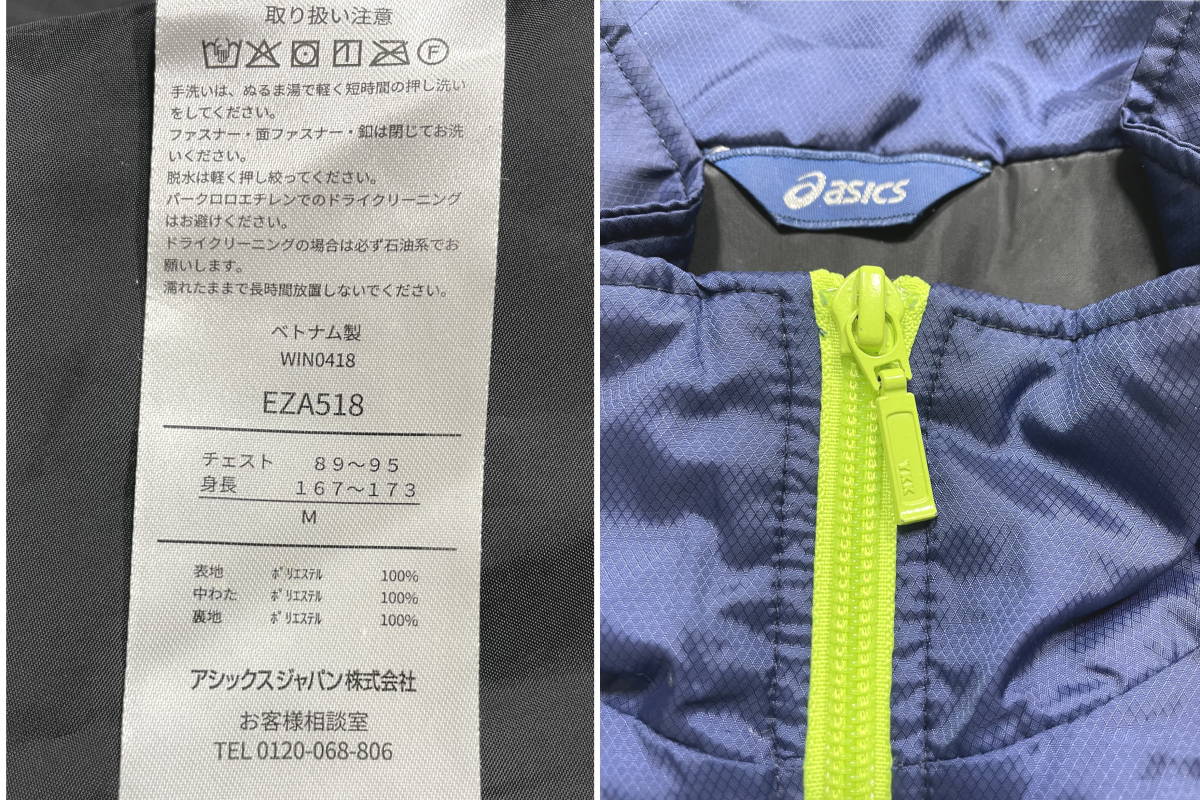 取り扱い注意
F
手洗いは、ぬるま湯で軽く短時間の押し洗い
をしてください。
ファスナー・面ファスナー・釦は閉じてお洗
いください。
脱水は軽く押し絞ってください。
パークロロエチレンでのドライクリーニング
はお避けください。
ドライクリーニングの場合は必ず石油系でお
願いします。
濡れたままで長時間放置しないでください。
ベトナム製
WIN0418
EZA518
チェスト ８９～９５
身長 １６７～１７３
M
表地 ﾎﾟﾘｴｽﾃﾙ 100%
中わた ﾎﾟﾘｴｽﾃﾙ 100%
裏地 ﾎﾟﾘｴｽﾃﾙ 100%
アシックスジャパン株式会社
お客様相談室
TEL 0120-068-806
asics
YKK